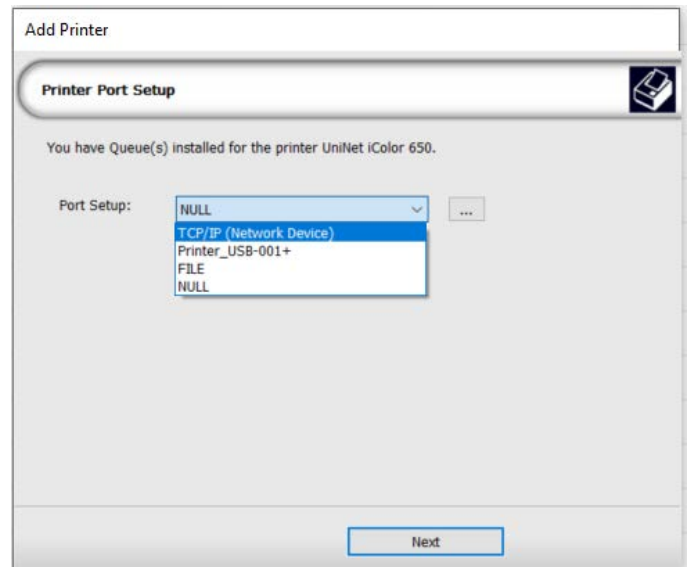 Add Printer
Printer Port Setup
You have Queue(s) installed for the printer UniNet iColor 650.
Port Setup:
NULL
...
TCP/IP (Network Device)
Printer_USB-001+
FILE
NULL
Next